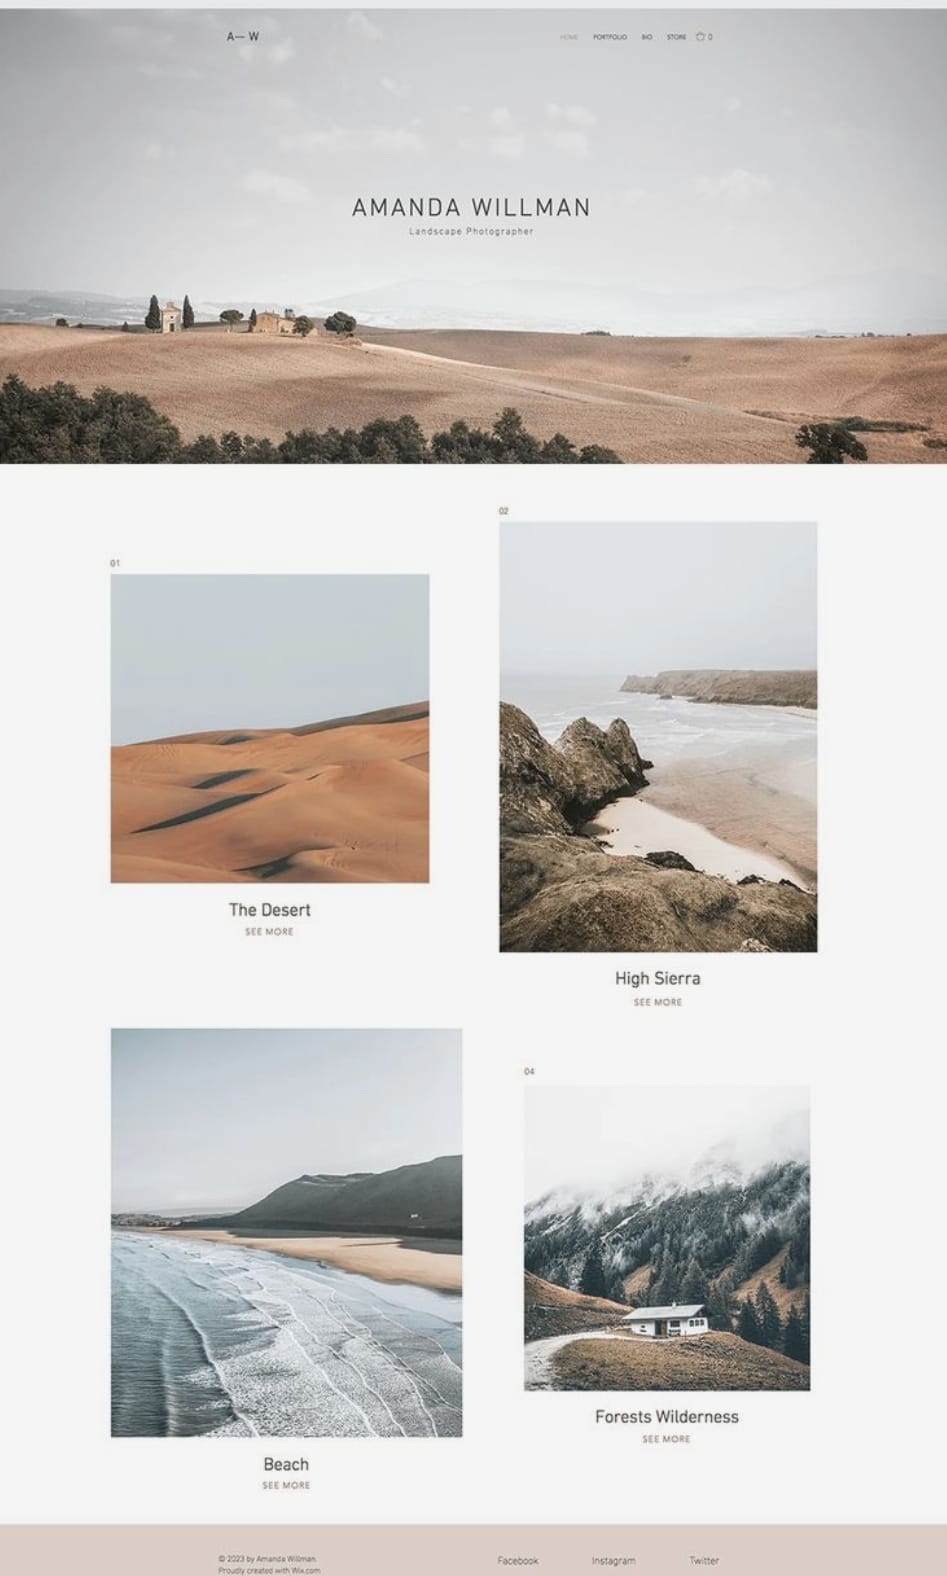 A— W
HOME PORTFOLIO BIO STORE 0
AMANDA WILLMAN
Landscape Photographer
01
02
The Desert
SEE MORE
High Sierra
SEE MORE
04
Beach
SEE MORE
Forests Wilderness
SEE MORE
© 2023 by Amanda Willman.
Proudly created with Wix.com
Facebook Instagram Twitter